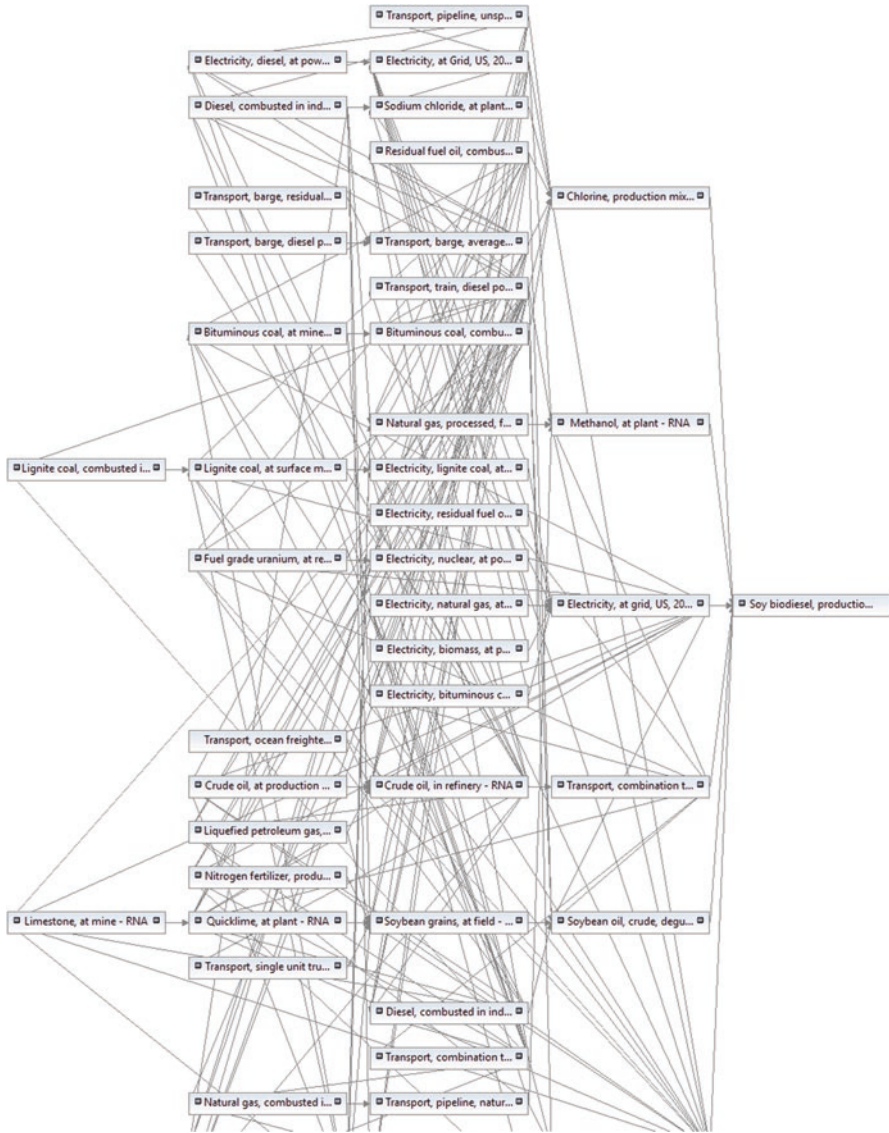 Transport, pipeline, unsp...
Electricity, diesel, at pow...
Electricity, at Grid, US, 20...
Diesel, combusted in ind...
Sodium chloride, at plant...
Residual fuel oil, combus...
Transport, barge, residual...
Chlorine, production mix...
Transport, barge, diesel p...
Transport, barge, average...
Transport, train, diesel po...
Bituminous coal, at mine...
Bituminous coal, combu...
Natural gas, processed, f...
Methanol, at plant - RNA
Lignite coal, combusted i...
Lignite coal, at surface m...
Electricity, lignite coal, at...
Electricity, residual fuel o...
Fuel grade uranium, at re...
Electricity, nuclear, at po...
Electricity, natural gas, at...
Electricity, at grid, US, 20...
Soy biodiesel, productio...
Electricity, biomass, at p...
Electricity, bituminous c...
Transport, ocean freighte...
Crude oil, at production ...
Crude oil, in refinery - RNA
Transport, combination t...
Liquefied petroleum gas,...
Nitrogen fertilizer, produ...
Limestone, at mine - RNA
Quicklime, at plant - RNA
Soybean grains, at field - ...
Soybean oil, crude, degu...
Transport, single unit tru...
Diesel, combusted in ind...
Transport, combination t...
Natural gas, combusted i...
Transport, pipeline, natur...